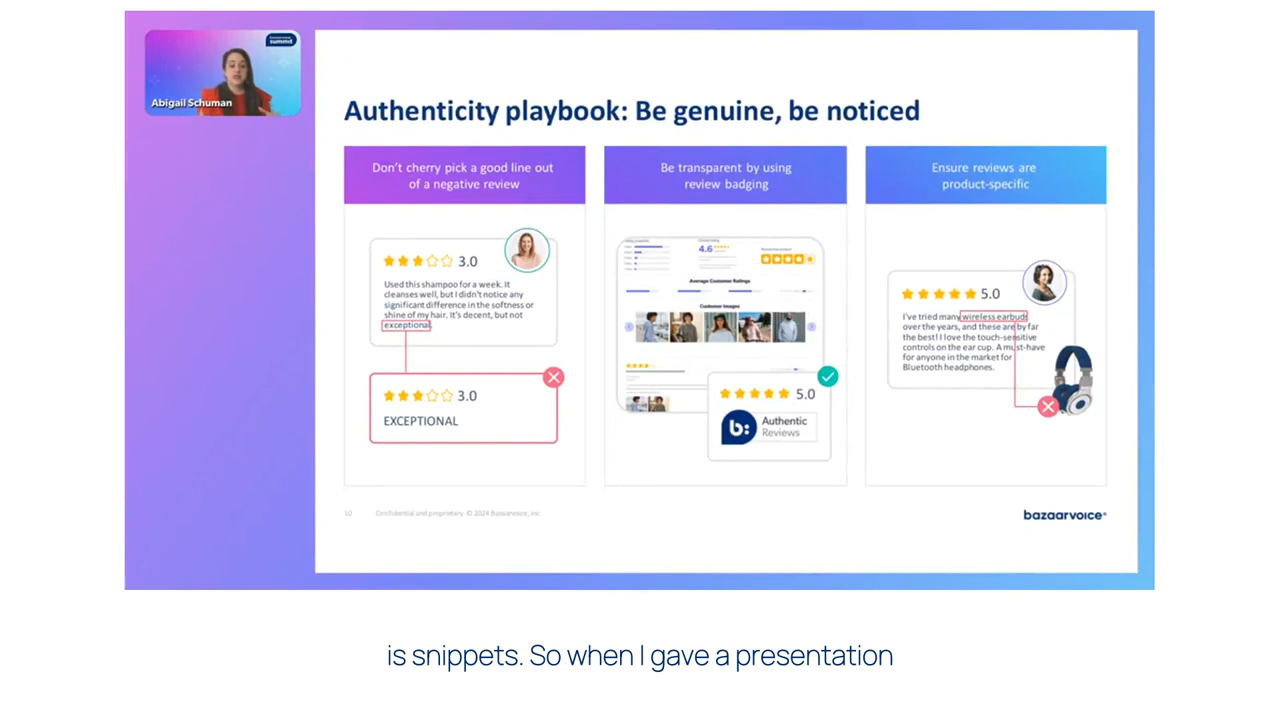 summit
Abigail Schuman
Authenticity playbook: Be genuine, be noticed
Don't cherry pick a good line out
of a negative review
3.0
Used this shampoo for a week. It
cleanses well, but I didn't notice any
significant difference in the softness or
shine of my hair. It's decent, but not
exceptional.
3.0
EXCEPTIONAL
Be transparent by using
review badging
4.6
Average Customer Ratings
Customer Images
5.0
b:
Authentic
Reviews
Ensure reviews are
product-specific
5.0
I've tried many wireless earbuds
over the years, and these are by far
the best! I love the touch-sensitive
controls on the ear cup. A must-have
for anyone in the market for
Bluetooth headphones.
10
Confidential and proprietary. © 2024 Bazaarvoice, Inc
bazaarvoice
is snippets. So when I gave a presentation